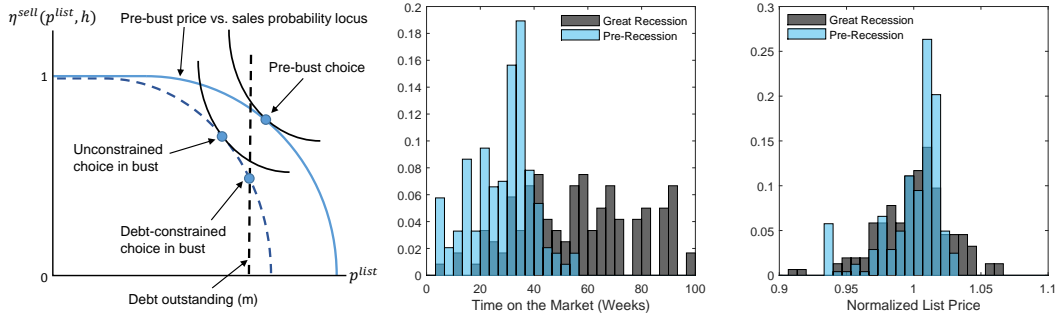 η^sell(p^list, h)
Pre-bust price vs. sales probability locus
1
Pre-bust choice
Unconstrained
choice in bust
Debt-constrained
choice in bust
0
p^list
Debt outstanding (m)
0.2
0.18
0.16
0.14
0.12
0.1
0.08
0.06
0.04
0.02
0
Great Recession
Pre-Recession
0 20 40 60 80 100
Time on the Market (Weeks)
0.3
0.25
0.2
0.15
0.1
0.05
0
Great Recession
Pre-Recession
0.9 0.95 1 1.05 1.1
Normalized List Price